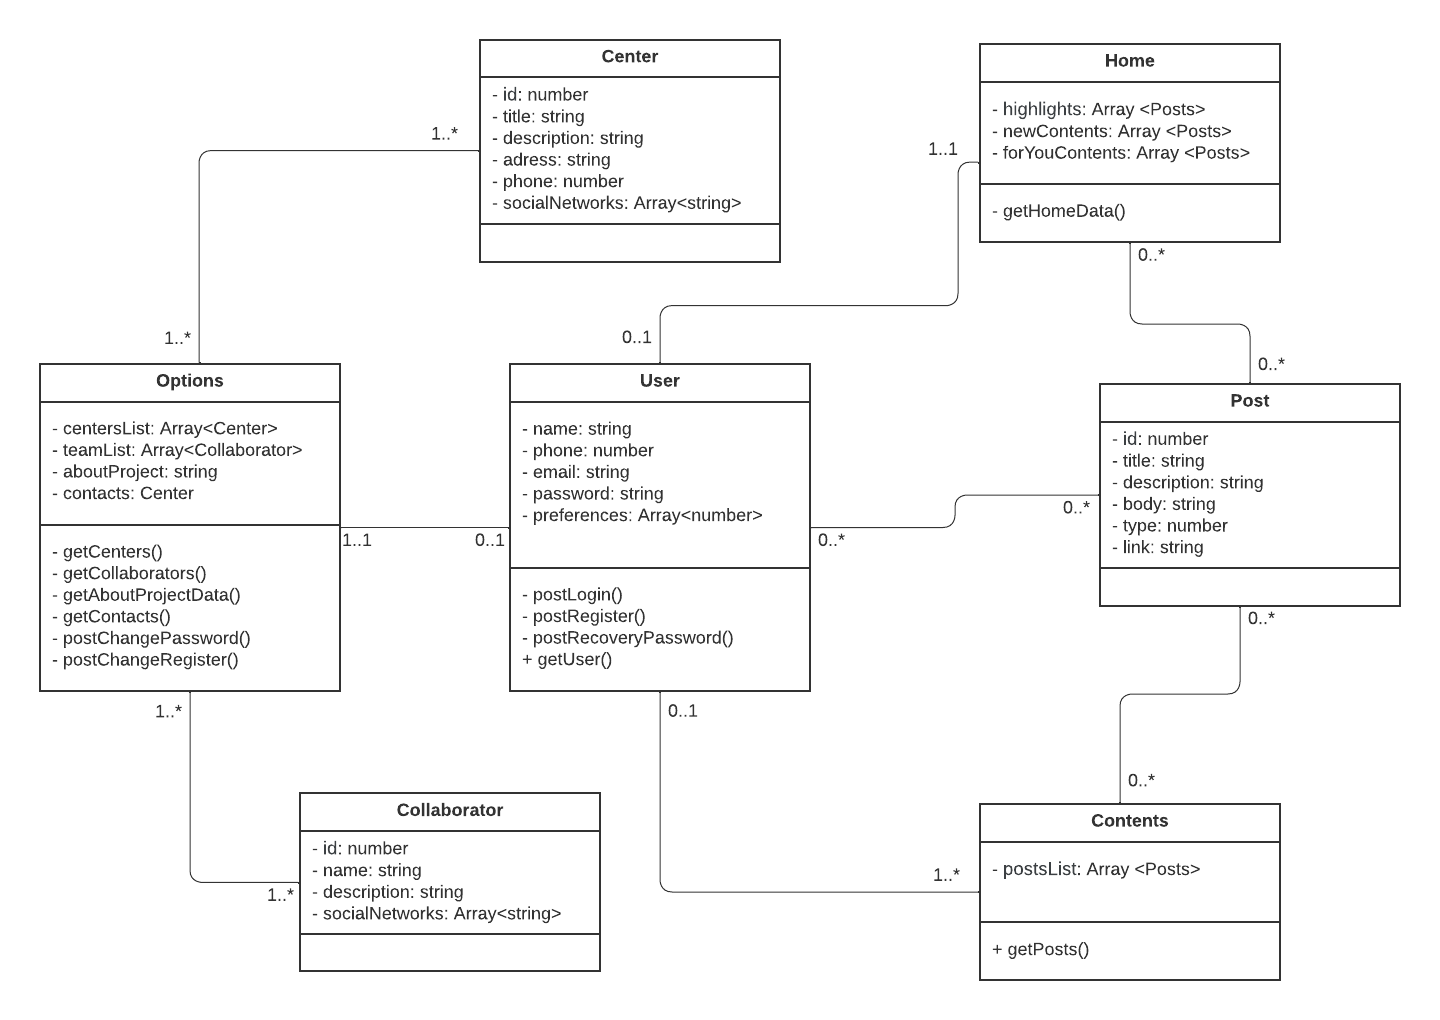 Center
- id: number
- title: string
- description: string
- adress: string
- phone: number
- socialNetworks: Array<string>
1..*
1..*
Home
- highlights: Array <Posts>
- newContents: Array <Posts>
- forYouContents: Array <Posts>
- getHomeData()
1..1
0..*
0..1
0..*
Options
- centersList: Array<Center>
- teamList: Array<Collaborator>
- aboutProject: string
- contacts: Center
- getCenters()
- getCollaborators()
- getAboutProjectData()
- getContacts()
- postChangePassword()
- postChangeRegister()
1..1
0..1
User
- name: string
- phone: number
- email: string
- password: string
- preferences: Array<number>
- postLogin()
- postRegister()
- postRecoveryPassword()
+ getUser()
0..*
0..*
Post
- id: number
- title: string
- description: string
- body: string
- type: number
- link: string
0..*
1..*
0..1
Collaborator
- id: number
- name: string
- description: string
- socialNetworks: Array<string>
1..*
1..*
0..*
Contents
- postsList: Array <Posts>
+ getPosts()